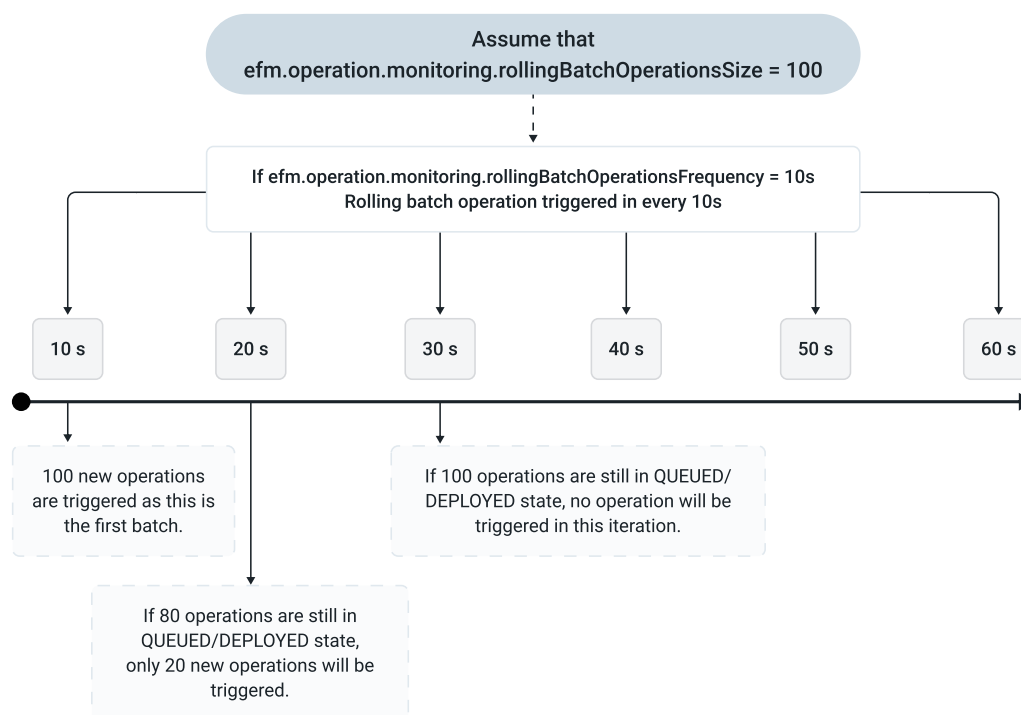 Assume that
efm.operation.monitoring.rollingBatchOperationsSize = 100
If efm.operation.monitoring.rollingBatchOperationsFrequency = 10s
Rolling batch operation triggered in every 10s
10 s
20 s
30 s
40 s
50 s
60 s
100 new operations
are triggered as this is
the first batch.
If 100 operations are still in QUEUED/
DEPLOYED state, no operation will be
triggered in this iteration.
If 80 operations are still in
QUEUED/DEPLOYED state,
only 20 new operations will be
triggered.